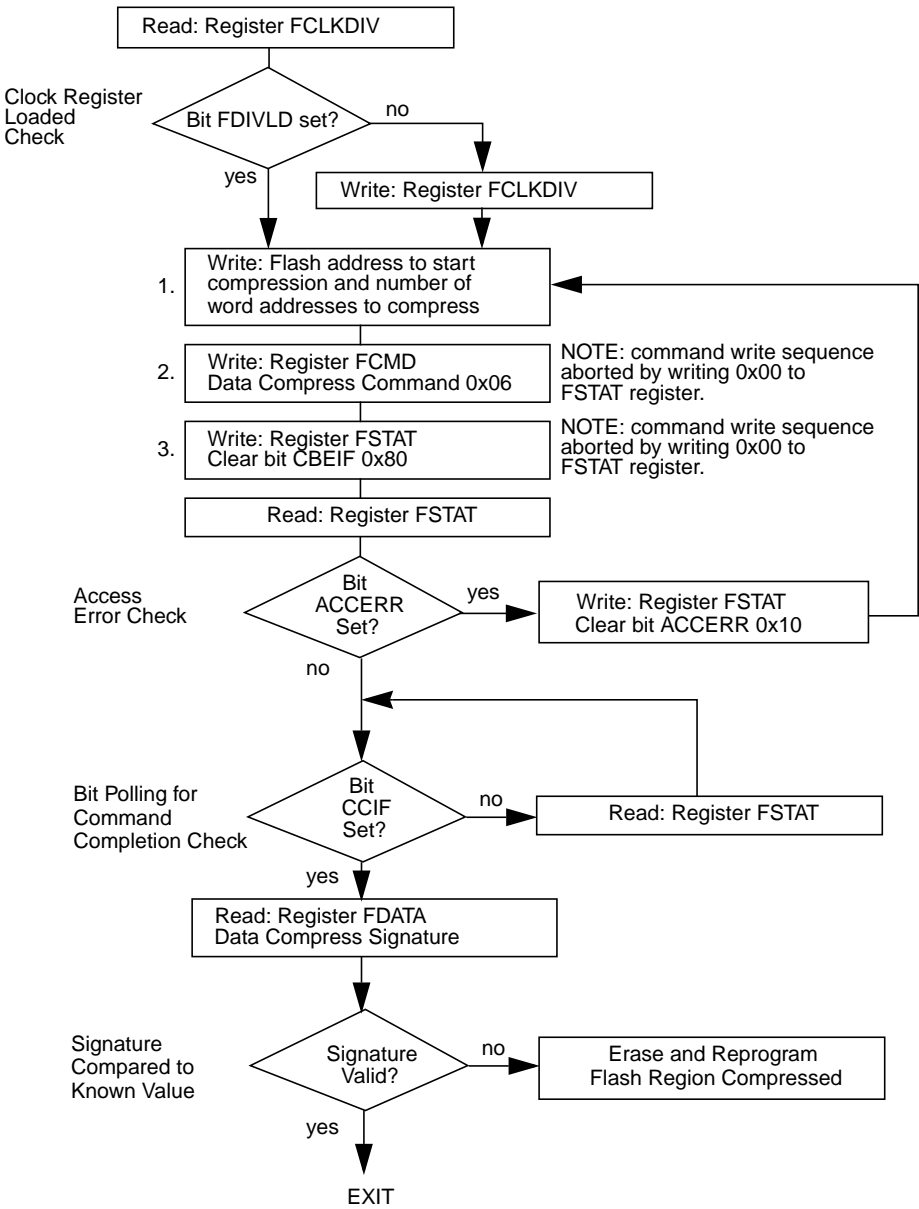 Read: Register FCLKDIV
Clock Register
Loaded
Check
Bit FDIVLD set?
no
yes
Write: Register FCLKDIV
1.
Write: Flash address to start
compression and number of
word addresses to compress
2.
Write: Register FCMD
Data Compress Command 0x06
NOTE: command write sequence
aborted by writing 0x00 to
FSTAT register.
3.
Write: Register FSTAT
Clear bit CBEIF 0x80
NOTE: command write sequence
aborted by writing 0x00 to
FSTAT register.
Read: Register FSTAT
Access
Error Check
Bit
ACCERR
Set?
yes
Write: Register FSTAT
Clear bit ACCERR 0x10
no
Bit Polling for
Command
Completion Check
Bit
CCIF
Set?
no
Read: Register FSTAT
yes
Read: Register FDATA
Data Compress Signature
Signature
Compared to
Known Value
Signature
Valid?
no
Erase and Reprogram
Flash Region Compressed
yes
EXIT